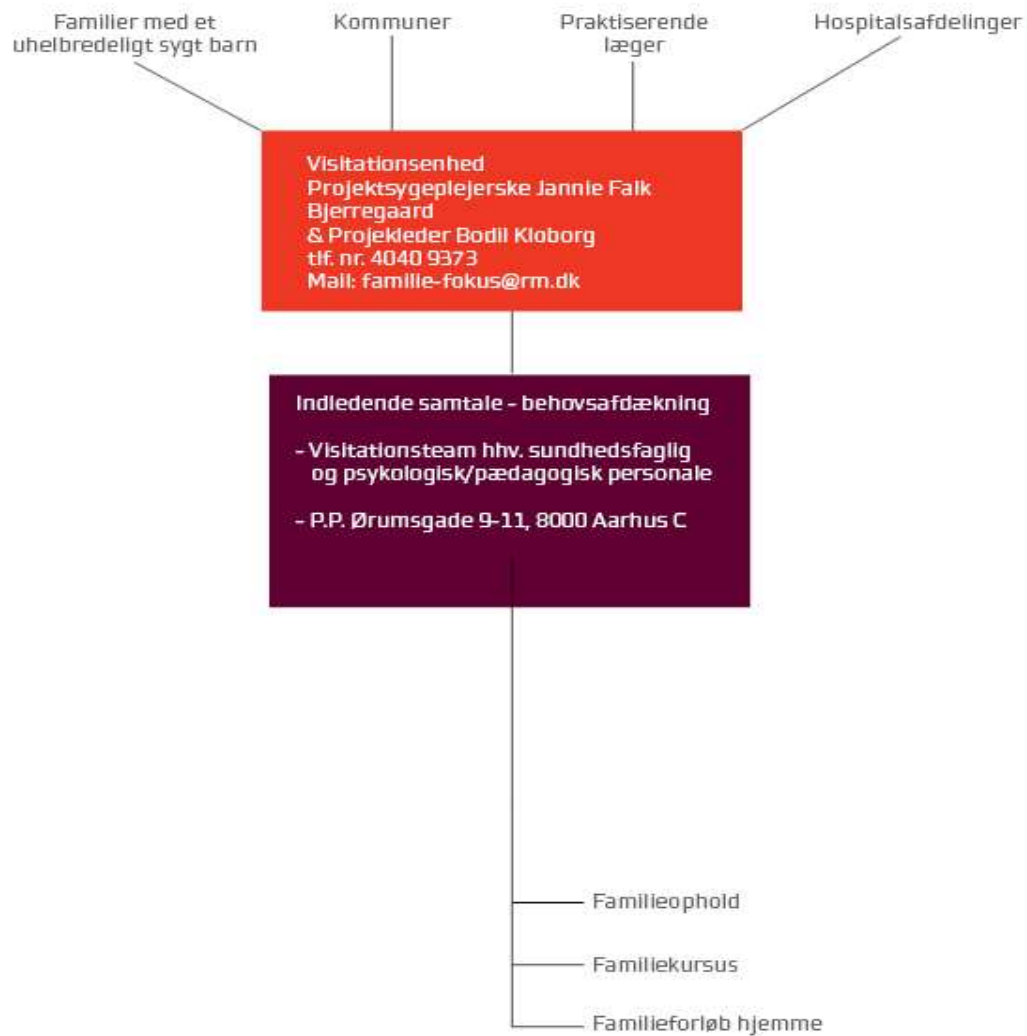 Familier med et
uhelbredeligt sygt barn
Kommuner
Praktiserende
læger
Hospitalsafdelinger
Visitationsenhed
Projektsygeplejerske Jannie Falk
Bjerregaard
& Projekleder Bodil Kloborg
tlf. nr. 4040 9373
Mail: familie-fokus@rm.dk
Indledende samtale - behovsafdækning
- Visitationsteam hhv. sundhedsfaglig
og psykologisk/pædagogisk personale
- P.P. Ørumsgade 9-11, 8000 Aarhus C
Familieophold
Familiekursus
Familieforløb hjemme